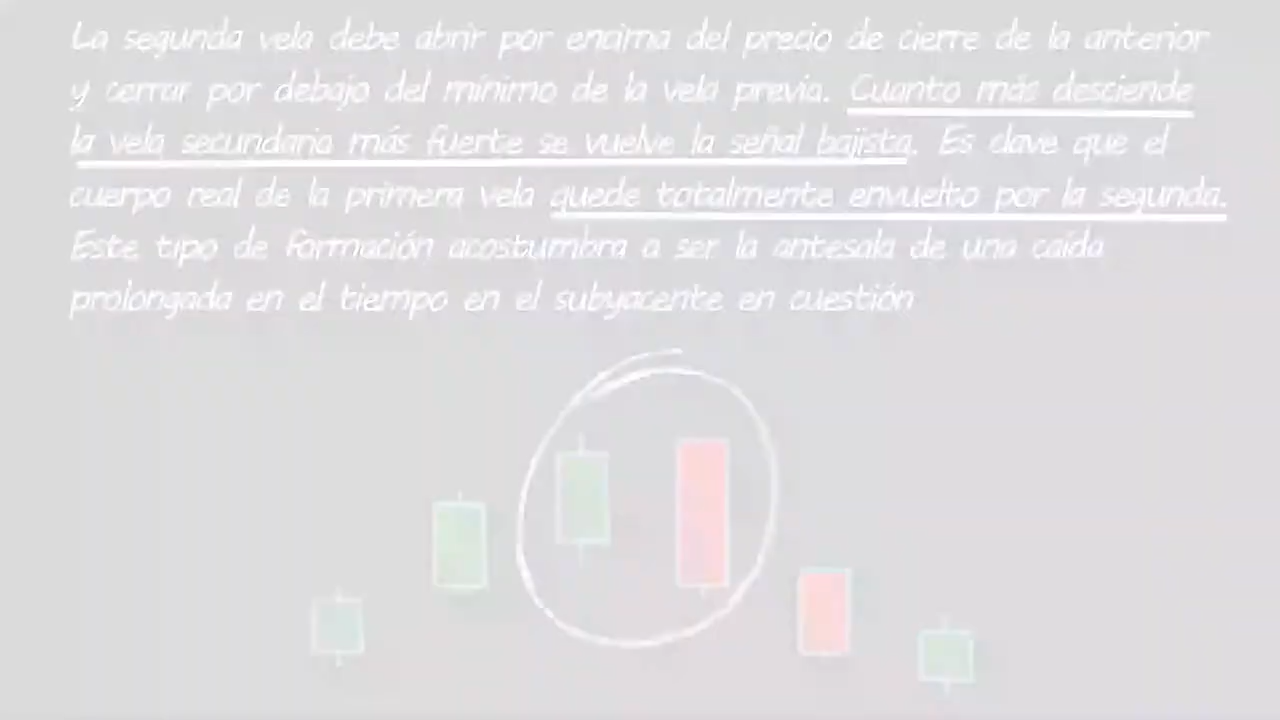 La segunda vela debe abrir por encima del precio de cierre de la anterior
y cerrar por debajo del mínimo de la vela previa. Cuanto más desciende
la vela secundaria más fuerte se vuelve la señal bajista. Es clave que el
cuerpo real de la primera vela quede totalmente envuelto por la segunda.
Este tipo de formación acostumbra a ser la antesala de una caída
prolongada en el tiempo en el subyacente en cuestión